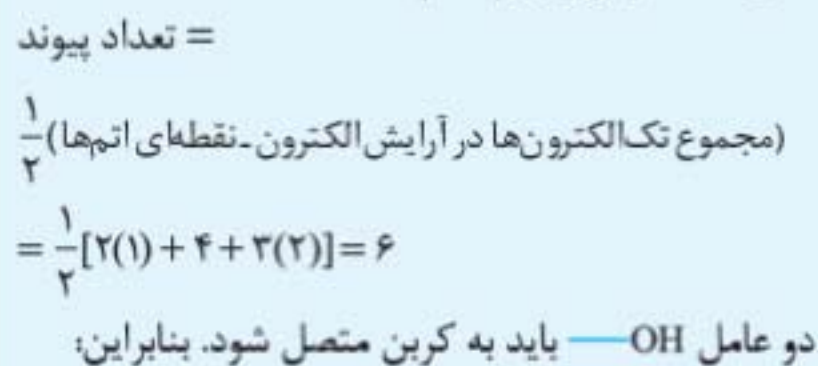 تعداد پیوند =
(مجموع تک‌الکترون‌ها در آرایش الکترون ـ نقطه‌ای اتم‌ها) ۱/۲
= ۱/۲ [۲(۱) + ۴ + ۳(۲)] = ۶
دو عامل OH— باید به کربن متصل شود. بنابراین: